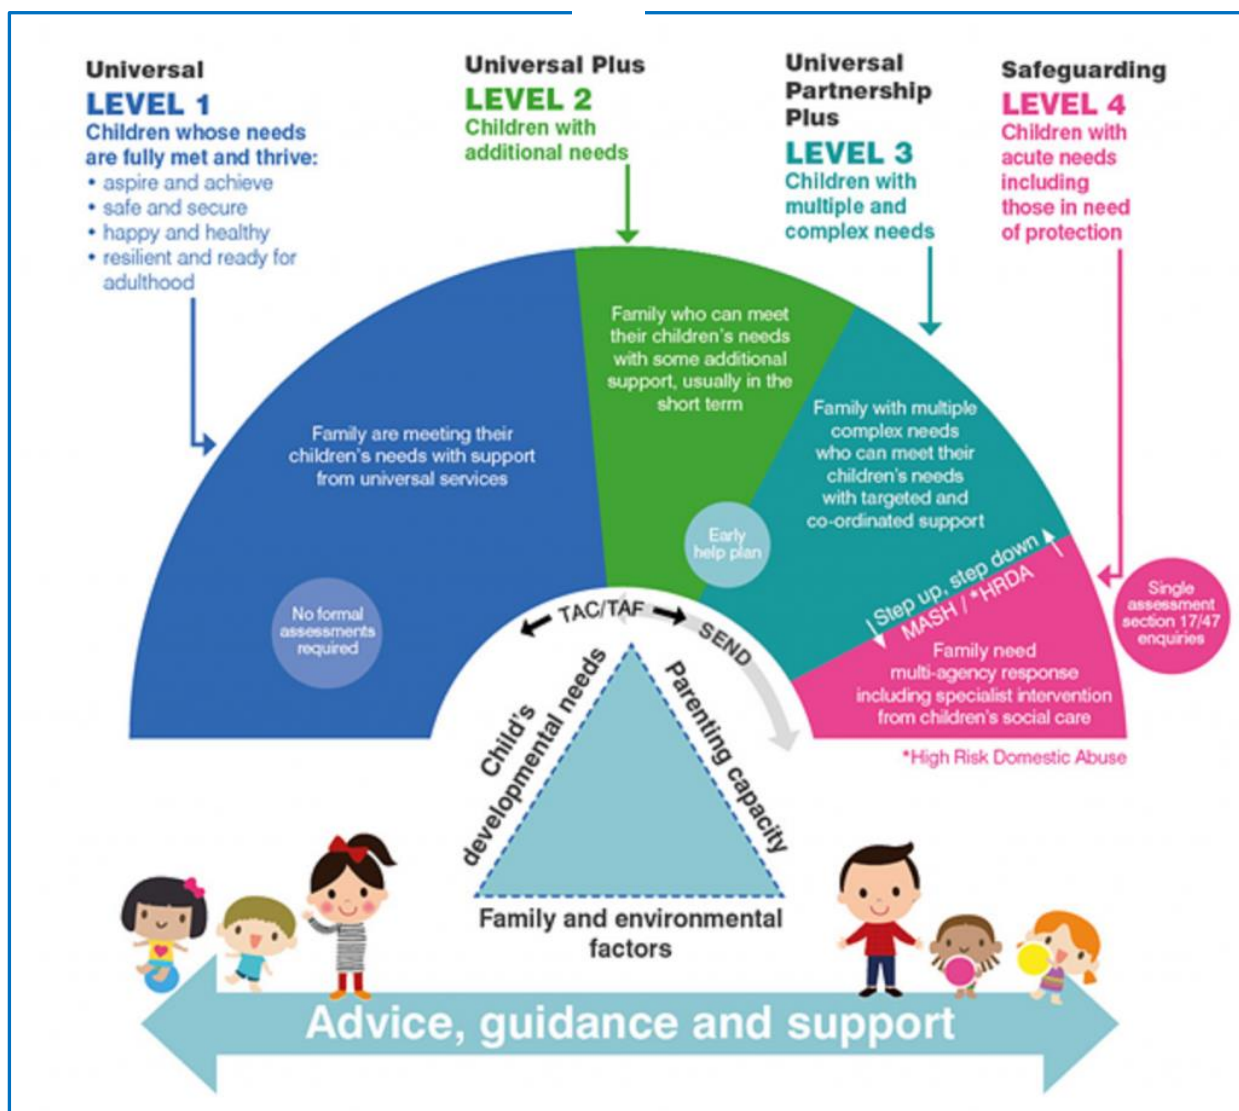 Universal
LEVEL 1
Children whose needs
are fully met and thrive:
• aspire and achieve
• safe and secure
• happy and healthy
• resilient and ready for
adulthood
Universal Plus
LEVEL 2
Children with
additional needs
Universal
Partnership
Plus
LEVEL 3
Children with
multiple and
complex needs
Safeguarding
LEVEL 4
Children with
acute needs
including
those in need
of protection
Family are meeting their
children's needs with support
from universal services
No formal
assessments
required
Family who can meet
their children's needs
with some additional
support, usually in the
short term
Early
help plan
Family with multiple
complex needs
who can meet their
children's needs
with targeted and
co-ordinated support
Step up, step down
MASH / *HRDA
Family need
multi-agency response
including specialist intervention
from children's social care
Single
assessment
section 17/47
enquiries
*High Risk Domestic Abuse
TAC/TAF
SEND
Child's
developmental needs
Parenting capacity
Family and environmental
factors
Advice, guidance and support